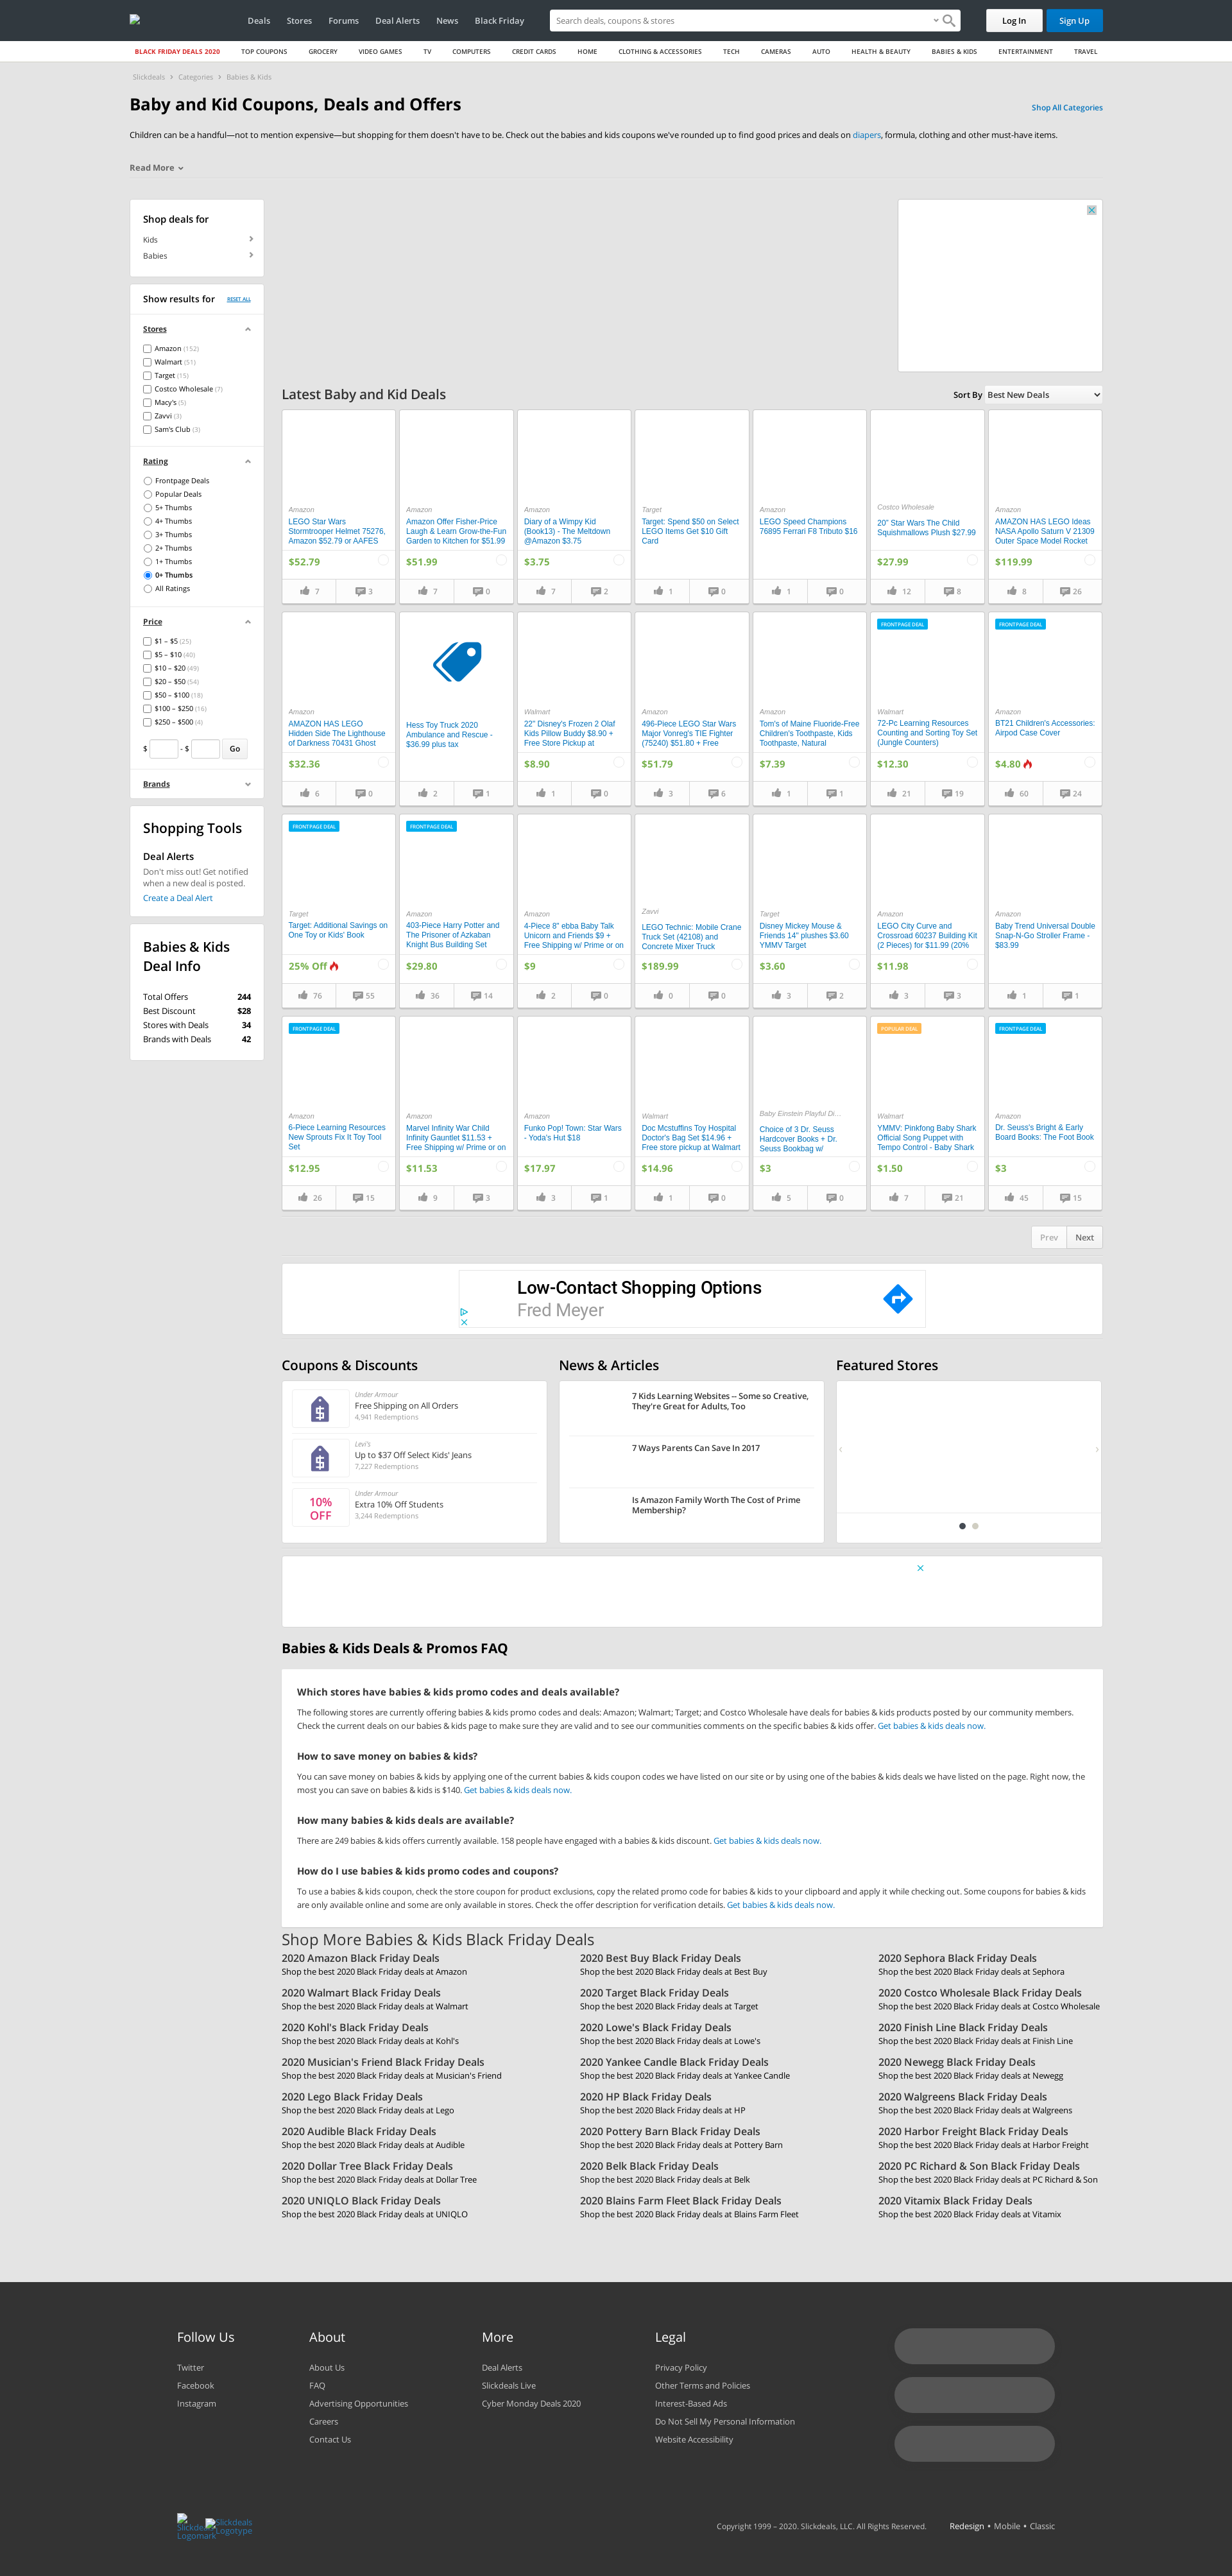 Deals Stores Forums Deal Alerts News Black Friday
Search deals, coupons & stores
Log In
Sign Up
BLACK FRIDAY DEALS 2020 TOP COUPONS GROCERY VIDEO GAMES TV COMPUTERS CREDIT CARDS HOME CLOTHING & ACCESSORIES TECH CAMERAS AUTO HEALTH & BEAUTY BABIES & KIDS ENTERTAINMENT TRAVEL
Slickdeals Categories Babies & Kids
Baby and Kid Coupons, Deals and Offers
Shop All Categories
Children can be a handful—not to mention expensive—but shopping for them doesn't have to be. Check out the babies and kids coupons we've rounded up to find good prices and deals on diapers, formula, clothing and other must-have items.
Read More
Shop deals for
Kids
Babies
Show results for RESET ALL
Stores
Amazon (152)
Walmart (51)
Target (15)
Costco Wholesale (7)
Macy's (5)
Zavvi (3)
Sam's Club (3)
Rating
Frontpage Deals
Popular Deals
5+ Thumbs
4+ Thumbs
3+ Thumbs
2+ Thumbs
1+ Thumbs
0+ Thumbs
All Ratings
Price
$1 – $5 (25)
$5 – $10 (40)
$10 – $20 (49)
$20 – $50 (54)
$50 – $100 (18)
$100 – $250 (16)
$250 – $500 (4)
$ - $ Go
Brands
Shopping Tools
Deal Alerts
Don't miss out! Get notified
when a new deal is posted.
Create a Deal Alert
Babies & Kids
Deal Info
Total Offers 244
Best Discount $28
Stores with Deals 34
Brands with Deals 42
Latest Baby and Kid Deals
Sort By Best New Deals
Amazon
LEGO Star Wars
Stormtrooper Helmet 75276,
Amazon $52.79 or AAFES
$52.79
7 3
Amazon
Amazon Offer Fisher-Price
Laugh & Learn Grow-the-Fun
Garden to Kitchen for $51.99
$51.99
7 0
Amazon
Diary of a Wimpy Kid
(Book13) - The Meltdown
@Amazon $3.75
$3.75
7 2
Target
Target: Spend $50 on Select
LEGO Items Get $10 Gift
Card
1 0
Amazon
LEGO Speed Champions
76895 Ferrari F8 Tributo $16
1 0
Costco Wholesale
20" Star Wars The Child
Squishmallows Plush $27.99
$27.99
12 8
Amazon
AMAZON HAS LEGO Ideas
NASA Apollo Saturn V 21309
Outer Space Model Rocket
$119.99
8 26
Amazon
AMAZON HAS LEGO
Hidden Side The Lighthouse
of Darkness 70431 Ghost
$32.36
6 0
Hess Toy Truck 2020
Ambulance and Rescue -
$36.99 plus tax
2 1
Walmart
22" Disney's Frozen 2 Olaf
Kids Pillow Buddy $8.90 +
Free Store Pickup at
$8.90
1 0
Amazon
496-Piece LEGO Star Wars
Major Vonreg's TIE Fighter
(75240) $51.80 + Free
$51.79
3 6
Amazon
Tom's of Maine Fluoride-Free
Children's Toothpaste, Kids
Toothpaste, Natural
$7.39
1 1
FRONTPAGE DEAL
Walmart
72-Pc Learning Resources
Counting and Sorting Toy Set
(Jungle Counters)
$12.30
21 19
FRONTPAGE DEAL
Amazon
BT21 Children's Accessories:
Airpod Case Cover
$4.80
60 24
FRONTPAGE DEAL
Target
Target: Additional Savings on
One Toy or Kids' Book
25% Off
76 55
FRONTPAGE DEAL
Amazon
403-Piece Harry Potter and
The Prisoner of Azkaban
Knight Bus Building Set
$29.80
36 14
Amazon
4-Piece 8" ebba Baby Talk
Unicorn and Friends $9 +
Free Shipping w/ Prime or on
$9
2 0
Zavvi
LEGO Technic: Mobile Crane
Truck Set (42108) and
Concrete Mixer Truck
$189.99
0 0
Target
Disney Mickey Mouse &
Friends 14" plushes $3.60
YMMV Target
$3.60
3 2
Amazon
LEGO City Curve and
Crossroad 60237 Building Kit
(2 Pieces) for $11.99 (20%
$11.98
3 3
Amazon
Baby Trend Universal Double
Snap-N-Go Stroller Frame -
$83.99
1 1
FRONTPAGE DEAL
Amazon
6-Piece Learning Resources
New Sprouts Fix It Toy Tool
Set
$12.95
26 15
Amazon
Marvel Infinity War Child
Infinity Gauntlet $11.53 +
Free Shipping w/ Prime or on
$11.53
9 3
Amazon
Funko Pop! Town: Star Wars
- Yoda's Hut $18
$17.97
3 1
Walmart
Doc Mcstuffins Toy Hospital
Doctor's Bag Set $14.96 +
Free store pickup at Walmart
$14.96
1 0
Baby Einstein Playful Di...
Choice of 3 Dr. Seuss
Hardcover Books + Dr.
Seuss Bookbag w/
$3
5 0
POPULAR DEAL
Walmart
YMMV: Pinkfong Baby Shark
Official Song Puppet with
Tempo Control - Baby Shark
$1.50
7 21
FRONTPAGE DEAL
Amazon
Dr. Seuss's Bright & Early
Board Books: The Foot Book
$3
45 15
Prev Next
Low-Contact Shopping Options
Fred Meyer
Coupons & Discounts
Under Armour
Free Shipping on All Orders
4,941 Redemptions
Levi's
Up to $37 Off Select Kids' Jeans
7,227 Redemptions
10%
OFF
Under Armour
Extra 10% Off Students
3,244 Redemptions
News & Articles
7 Kids Learning Websites -- Some so Creative,
They're Great for Adults, Too
7 Ways Parents Can Save In 2017
Is Amazon Family Worth The Cost of Prime
Membership?
Featured Stores
Babies & Kids Deals & Promos FAQ
Which stores have babies & kids promo codes and deals available?
The following stores are currently offering babies & kids promo codes and deals: Amazon; Walmart; Target; and Costco Wholesale have deals for babies & kids products posted by our community members.
Check the current deals on our babies & kids page to make sure they are valid and to see our communities comments on the specific babies & kids offer. Get babies & kids deals now.
How to save money on babies & kids?
You can save money on babies & kids by applying one of the current babies & kids coupon codes we have listed on our site or by using one of the babies & kids deals we have listed on the page. Right now, the
most you can save on babies & kids is $140. Get babies & kids deals now.
How many babies & kids deals are available?
There are 249 babies & kids offers currently available. 158 people have engaged with a babies & kids discount. Get babies & kids deals now.
How do I use babies & kids promo codes and coupons?
To use a babies & kids coupon, check the store coupon for product exclusions, copy the related promo code for babies & kids to your clipboard and apply it while checking out. Some coupons for babies & kids
are only available online and some are only available in stores. Check the offer description for verification details. Get babies & kids deals now.
Shop More Babies & Kids Black Friday Deals
2020 Amazon Black Friday Deals
Shop the best 2020 Black Friday deals at Amazon
2020 Best Buy Black Friday Deals
Shop the best 2020 Black Friday deals at Best Buy
2020 Sephora Black Friday Deals
Shop the best 2020 Black Friday deals at Sephora
2020 Walmart Black Friday Deals
Shop the best 2020 Black Friday deals at Walmart
2020 Target Black Friday Deals
Shop the best 2020 Black Friday deals at Target
2020 Costco Wholesale Black Friday Deals
Shop the best 2020 Black Friday deals at Costco Wholesale
2020 Kohl's Black Friday Deals
Shop the best 2020 Black Friday deals at Kohl's
2020 Lowe's Black Friday Deals
Shop the best 2020 Black Friday deals at Lowe's
2020 Finish Line Black Friday Deals
Shop the best 2020 Black Friday deals at Finish Line
2020 Musician's Friend Black Friday Deals
Shop the best 2020 Black Friday deals at Musician's Friend
2020 Yankee Candle Black Friday Deals
Shop the best 2020 Black Friday deals at Yankee Candle
2020 Newegg Black Friday Deals
Shop the best 2020 Black Friday deals at Newegg
2020 Lego Black Friday Deals
Shop the best 2020 Black Friday deals at Lego
2020 HP Black Friday Deals
Shop the best 2020 Black Friday deals at HP
2020 Walgreens Black Friday Deals
Shop the best 2020 Black Friday deals at Walgreens
2020 Audible Black Friday Deals
Shop the best 2020 Black Friday deals at Audible
2020 Pottery Barn Black Friday Deals
Shop the best 2020 Black Friday deals at Pottery Barn
2020 Harbor Freight Black Friday Deals
Shop the best 2020 Black Friday deals at Harbor Freight
2020 Dollar Tree Black Friday Deals
Shop the best 2020 Black Friday deals at Dollar Tree
2020 Belk Black Friday Deals
Shop the best 2020 Black Friday deals at Belk
2020 PC Richard & Son Black Friday Deals
Shop the best 2020 Black Friday deals at PC Richard & Son
2020 UNIQLO Black Friday Deals
Shop the best 2020 Black Friday deals at UNIQLO
2020 Blains Farm Fleet Black Friday Deals
Shop the best 2020 Black Friday deals at Blains Farm Fleet
2020 Vitamix Black Friday Deals
Shop the best 2020 Black Friday deals at Vitamix
Follow Us
Twitter
Facebook
Instagram
About
About Us
FAQ
Advertising Opportunities
Careers
Contact Us
More
Deal Alerts
Slickdeals Live
Cyber Monday Deals 2020
Legal
Privacy Policy
Other Terms and Policies
Interest-Based Ads
Do Not Sell My Personal Information
Website Accessibility
Slickdeals
Logomark
Slickdeals
Logotype
Copyright 1999 – 2020. Slickdeals, LLC. All Rights Reserved.
Redesign • Mobile • Classic